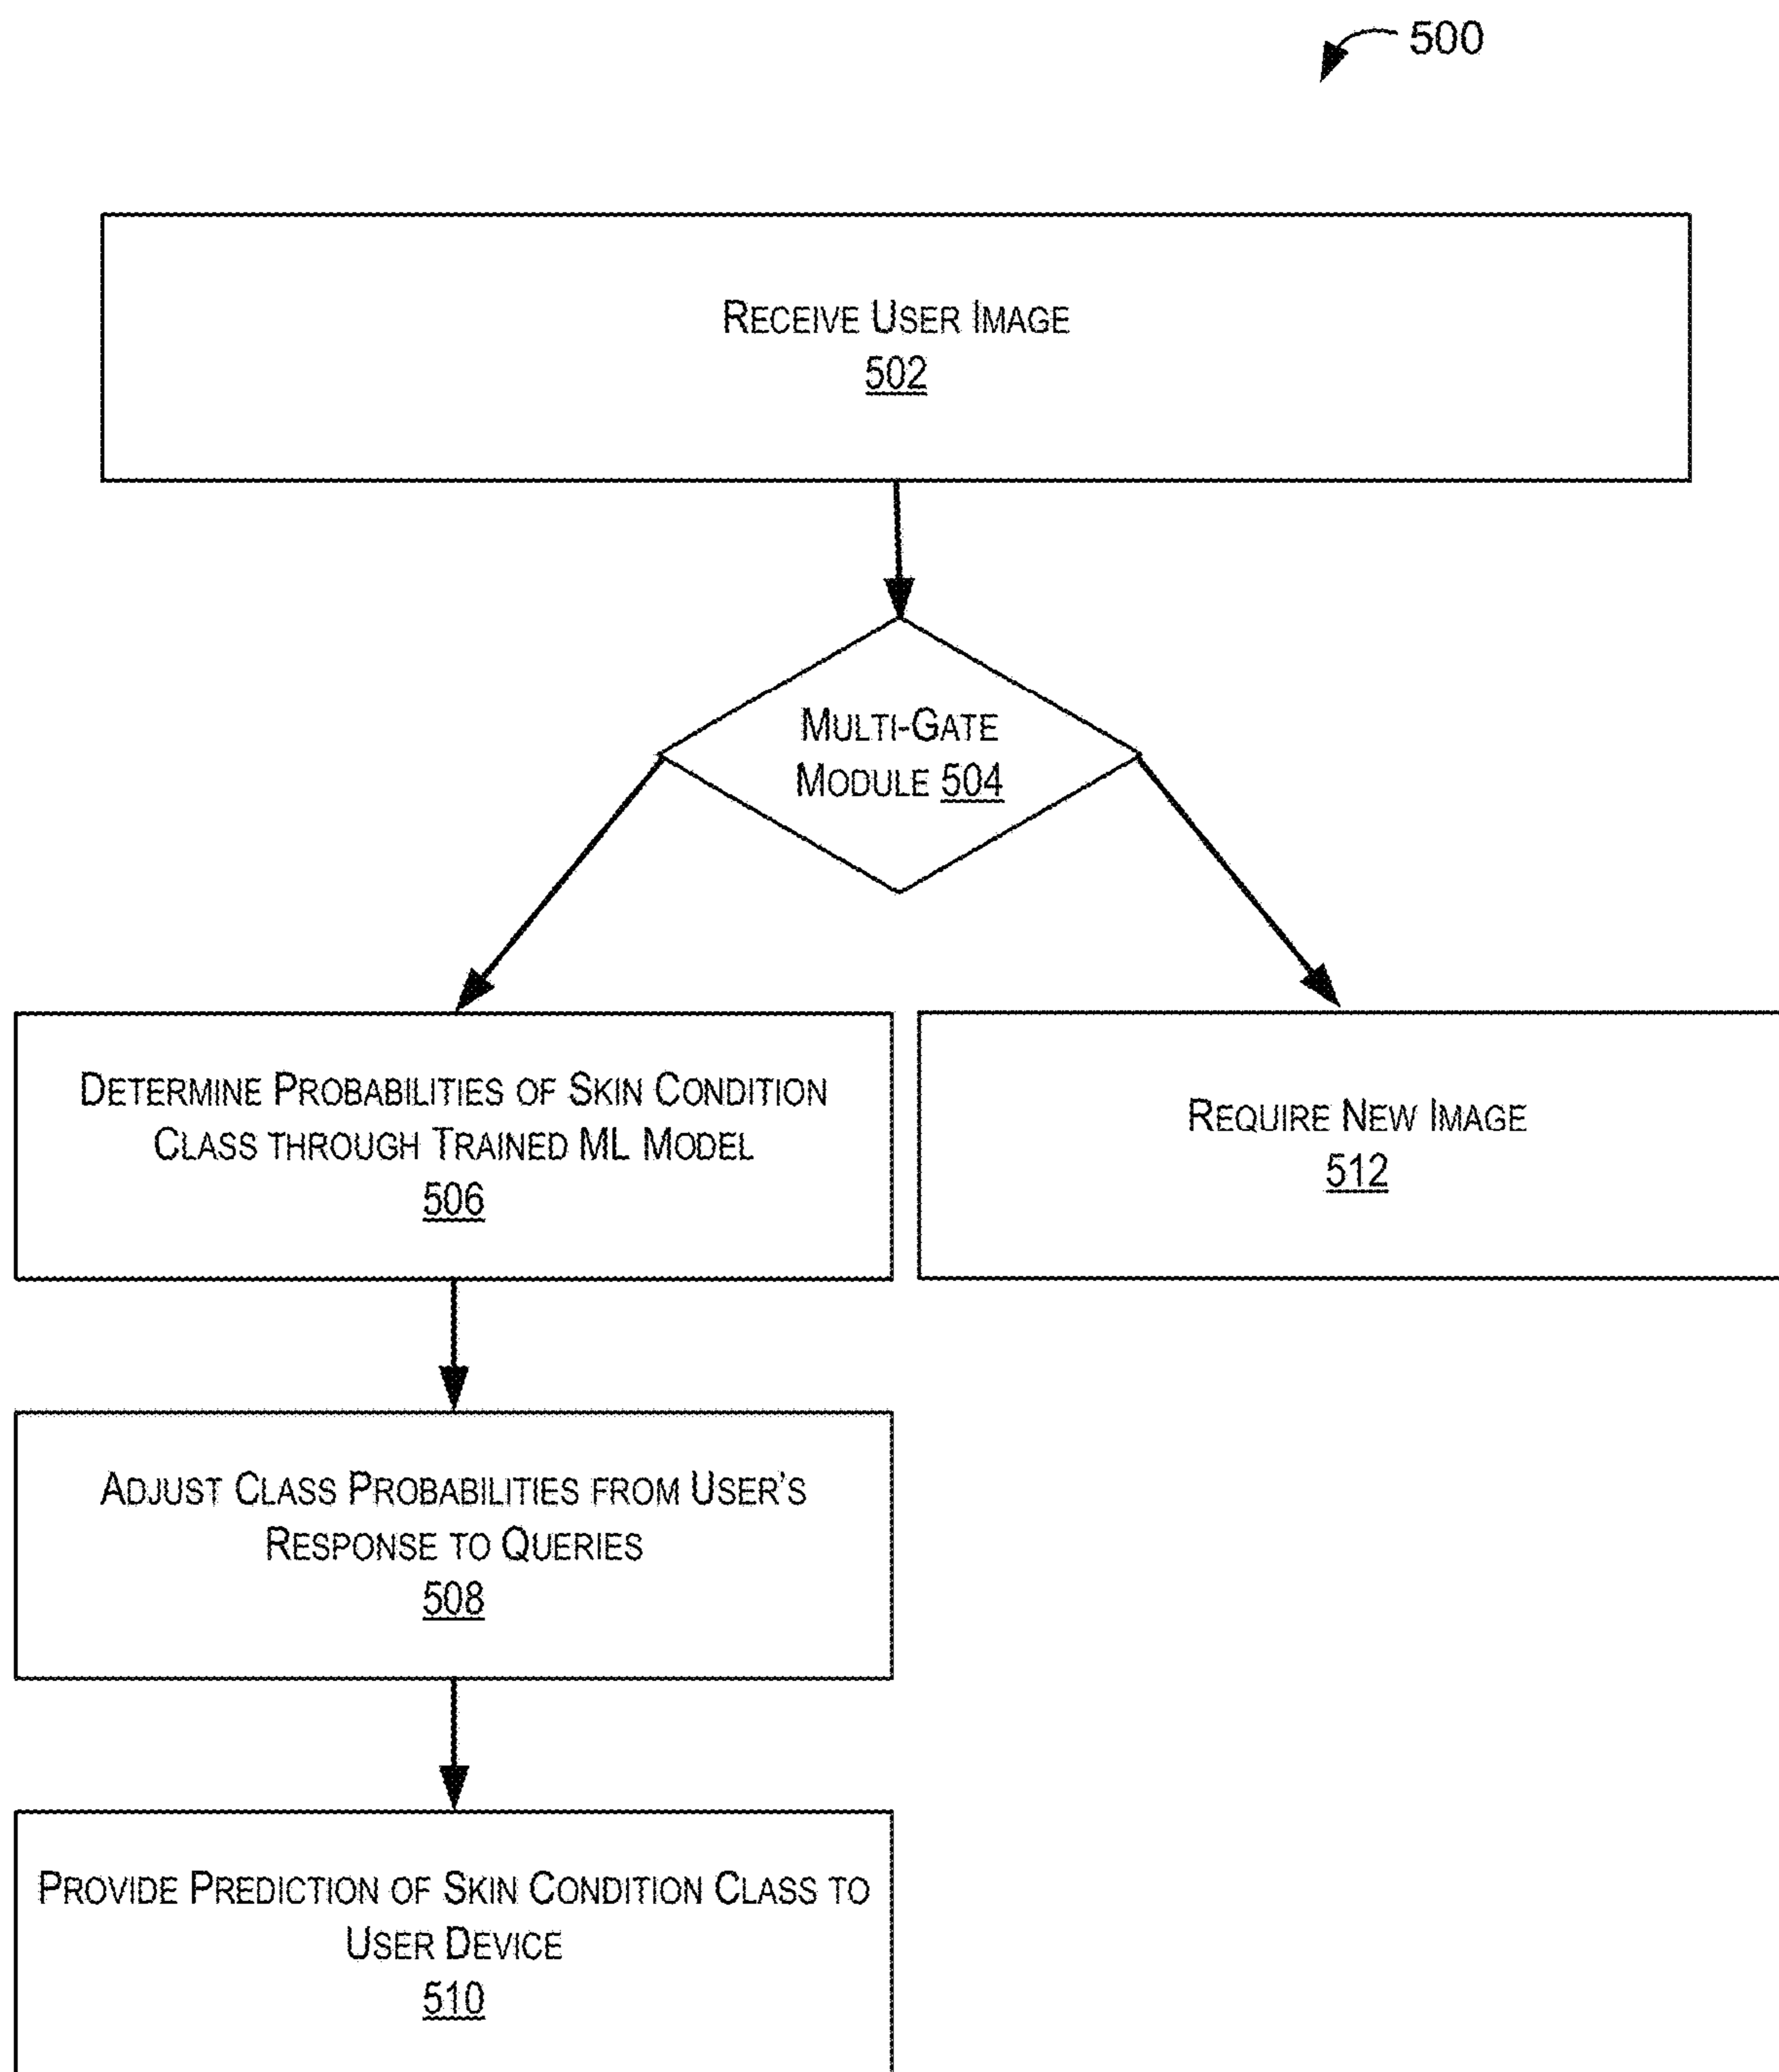 500
RECEIVE USER IMAGE
502
MULTI-GATE
MODULE 504
DETERMINE PROBABILITIES OF SKIN CONDITION
CLASS THROUGH TRAINED ML MODEL
506
REQUIRE NEW IMAGE
512
ADJUST CLASS PROBABILITIES FROM USER'S
RESPONSE TO QUERIES
508
PROVIDE PREDICTION OF SKIN CONDITION CLASS TO
USER DEVICE
510